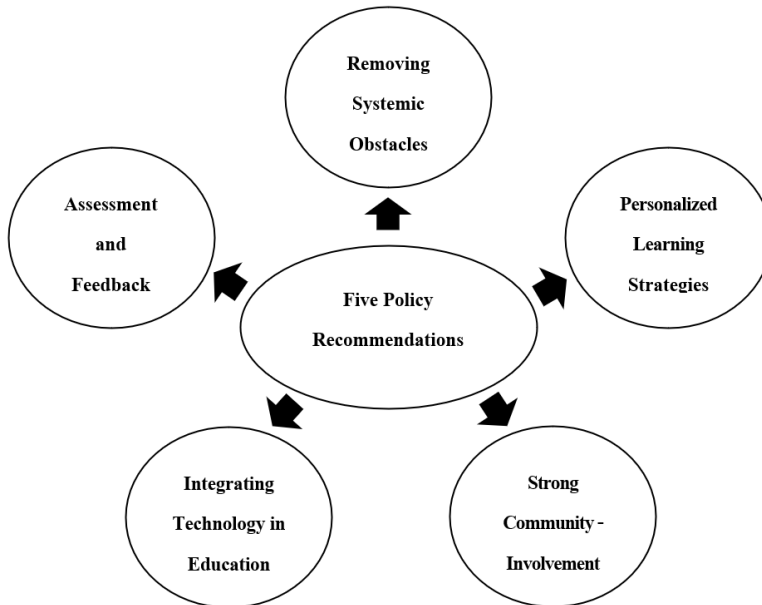 Removing
Systemic
Obstacles
Assessment
and
Feedback
Personalized
Learning
Strategies
Five Policy
Recommendations
Integrating
Technology in
Education
Strong
Community -
Involvement